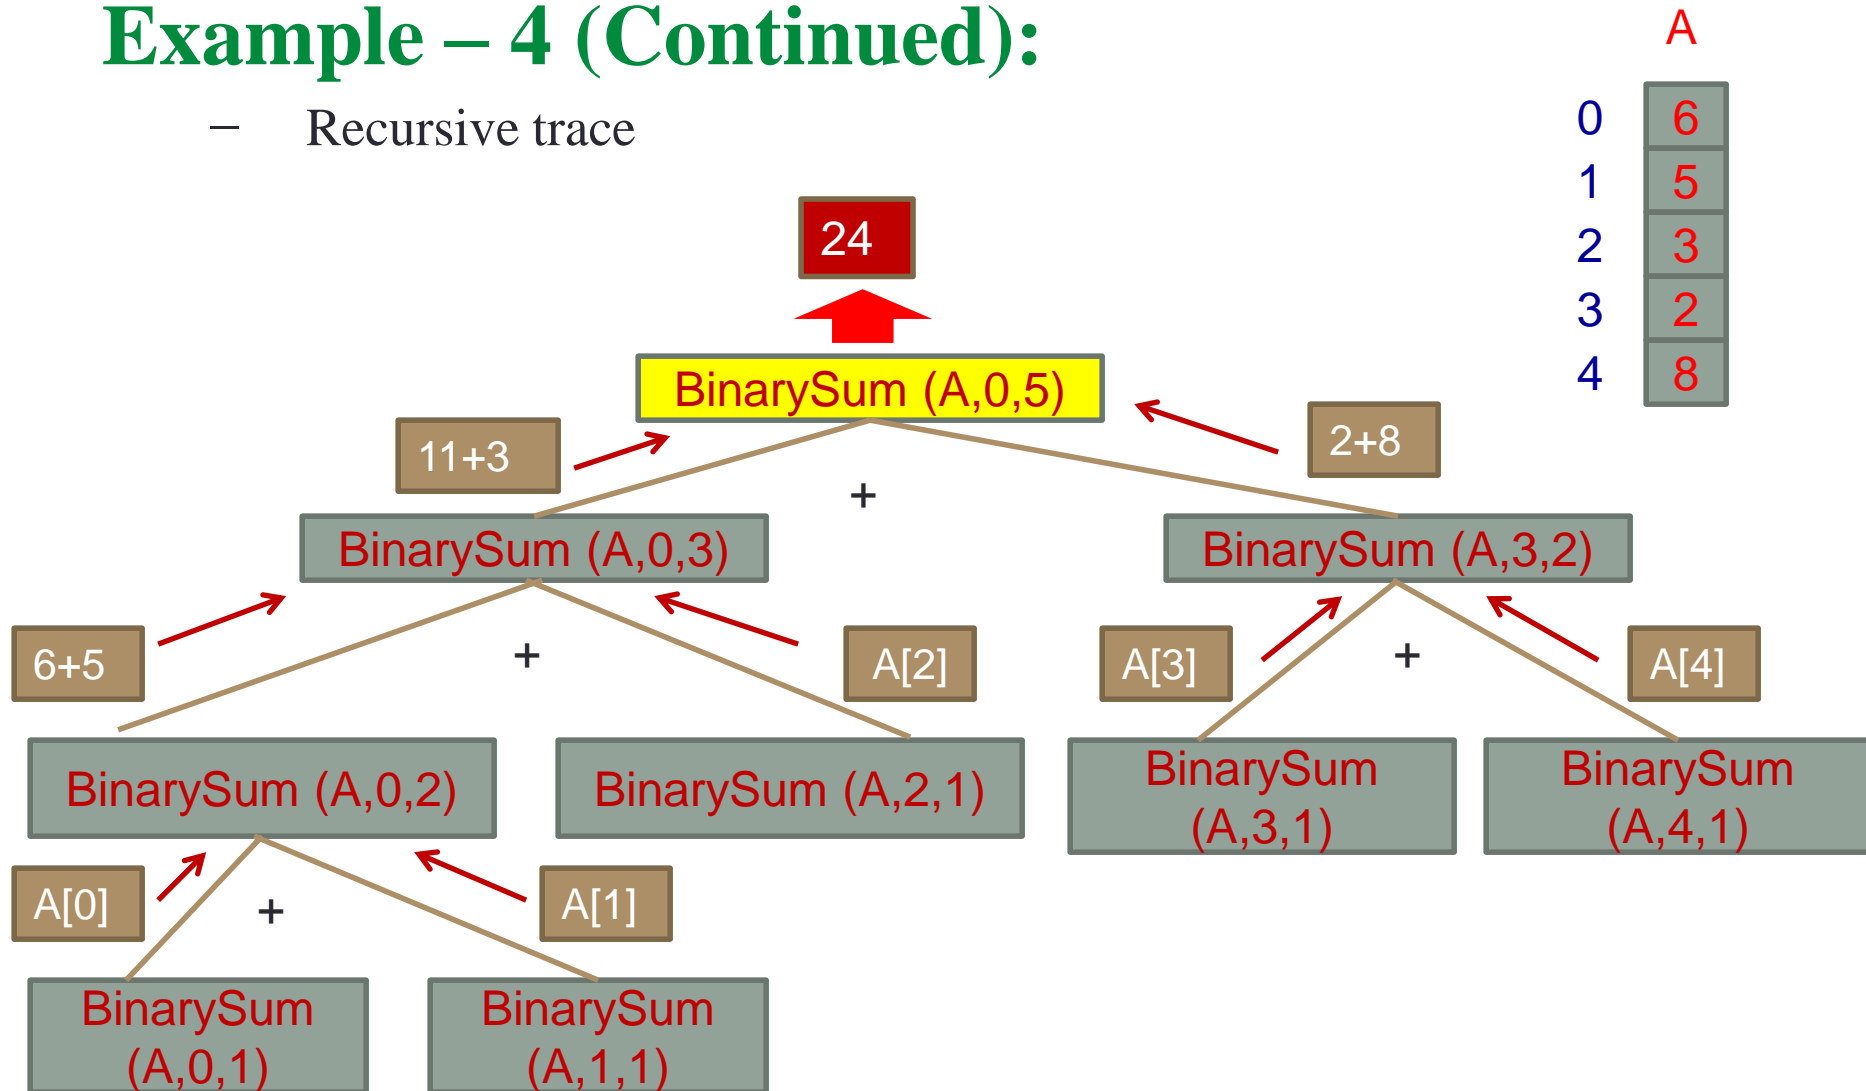 Example – 4 (Continued):
– Recursive trace
A
0 6
1 5
2 3
3 2
4 8
24
BinarySum (A,0,5)
11+3
2+8
+
BinarySum (A,0,3)
BinarySum (A,3,2)
6+5
+
A[2]
A[3]
+
A[4]
BinarySum (A,0,2)
BinarySum (A,2,1)
BinarySum
(A,3,1)
BinarySum
(A,4,1)
A[0]
+
A[1]
BinarySum
(A,0,1)
BinarySum
(A,1,1)